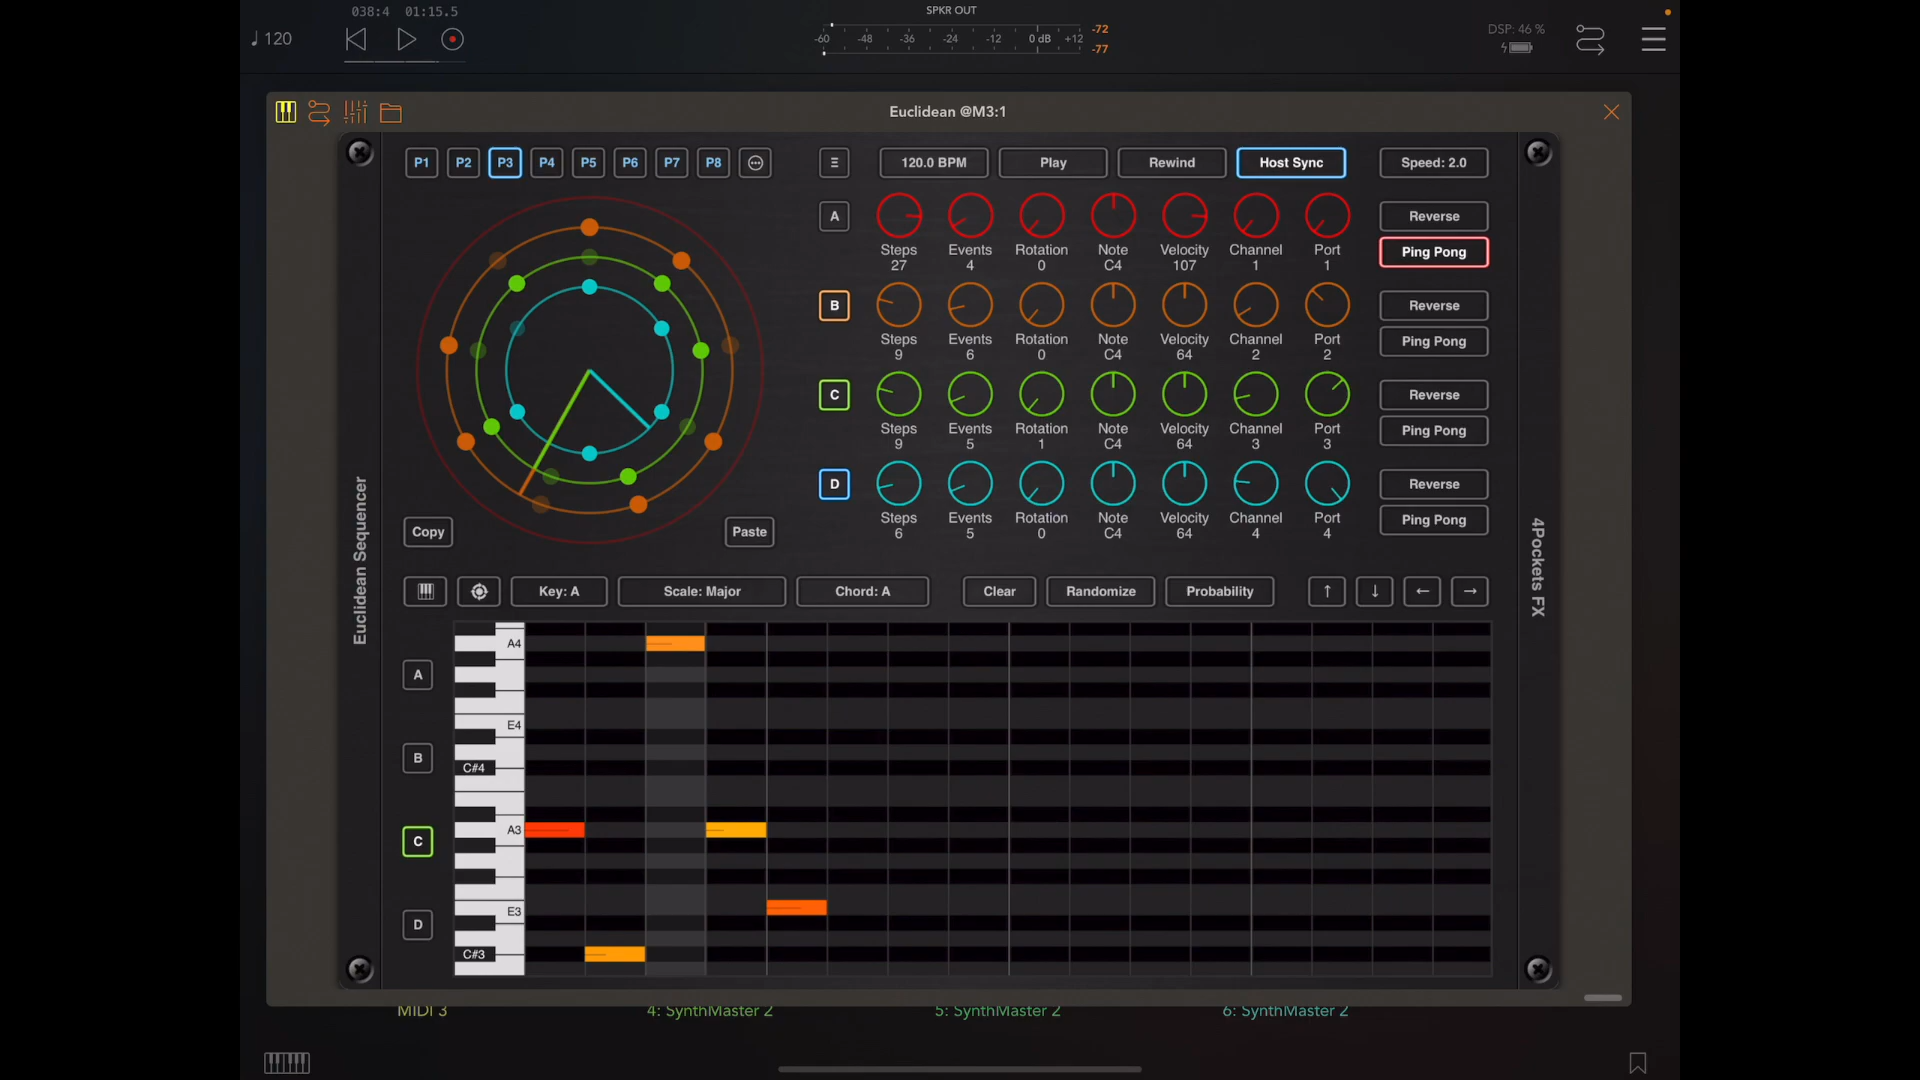 038:4 01:15.5
♩120
SPKR OUT
-60 -48 -36 -24 -12 0 dB +12
-72
-77
DSP: 46 %
Euclidean @M3:1
P1 P2 P3 P4 P5 P6 P7 P8
120.0 BPM Play Rewind Host Sync Speed: 2.0
A
Steps Events Rotation Note Velocity Channel Port
27 4 0 C4 107 1 1
Reverse
Ping Pong
B
Steps Events Rotation Note Velocity Channel Port
9 6 0 C4 64 2 2
Reverse
Ping Pong
C
Steps Events Rotation Note Velocity Channel Port
9 5 1 C4 64 3 3
Reverse
Ping Pong
D
Steps Events Rotation Note Velocity Channel Port
6 5 0 C4 64 4 4
Reverse
Ping Pong
Copy
Paste
Euclidean Sequencer
4Pockets FX
Key: A Scale: Major Chord: A Clear Randomize Probability ↑ ↓ ← →
A
B
C
D
A4
E4
C#4
A3
E3
C#3
MIDI 3 4: SynthMaster 2 5: SynthMaster 2 6: SynthMaster 2